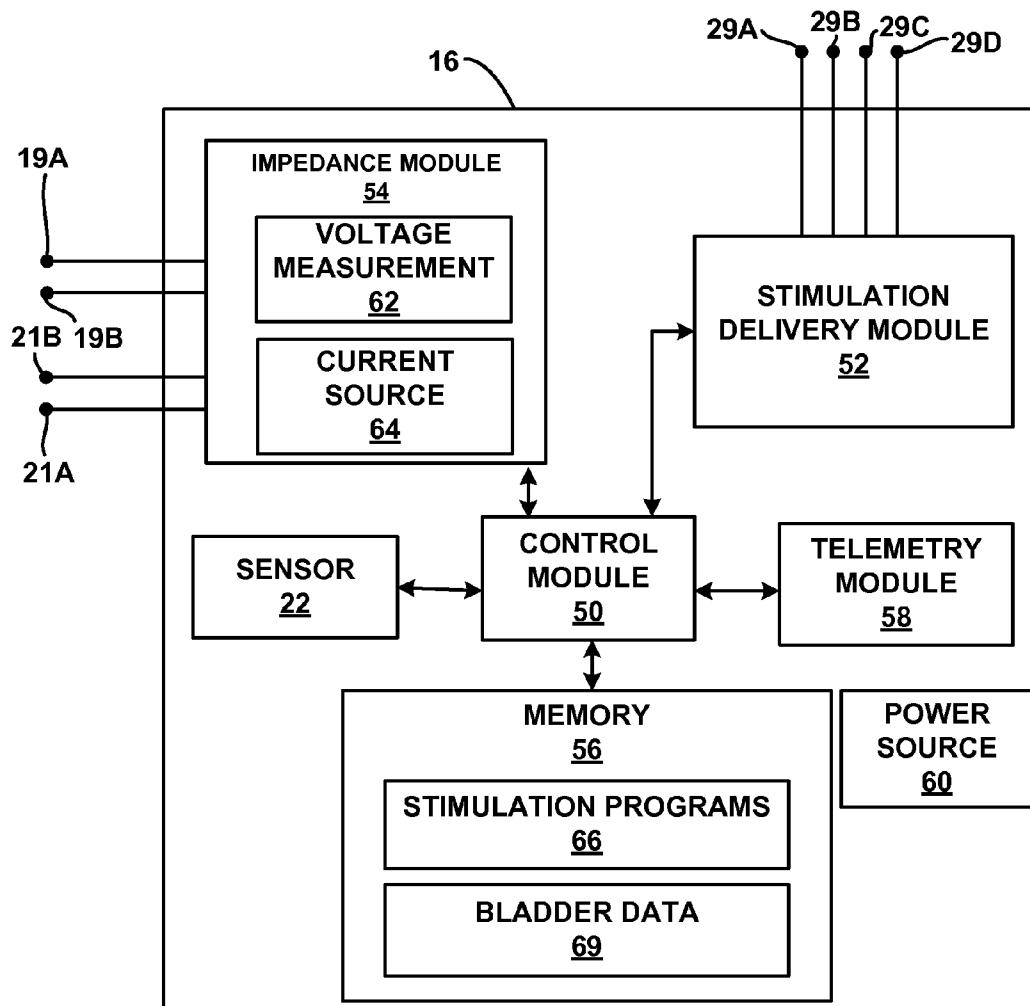 29A
29B
29C
29D
16
19A
19B
21B
21A
IMPEDANCE MODULE
54
VOLTAGE
MEASUREMENT
62
CURRENT
SOURCE
64
STIMULATION
DELIVERY MODULE
52
SENSOR
22
CONTROL
MODULE
50
TELEMETRY
MODULE
58
MEMORY
56
STIMULATION PROGRAMS
66
BLADDER DATA
69
POWER
SOURCE
60